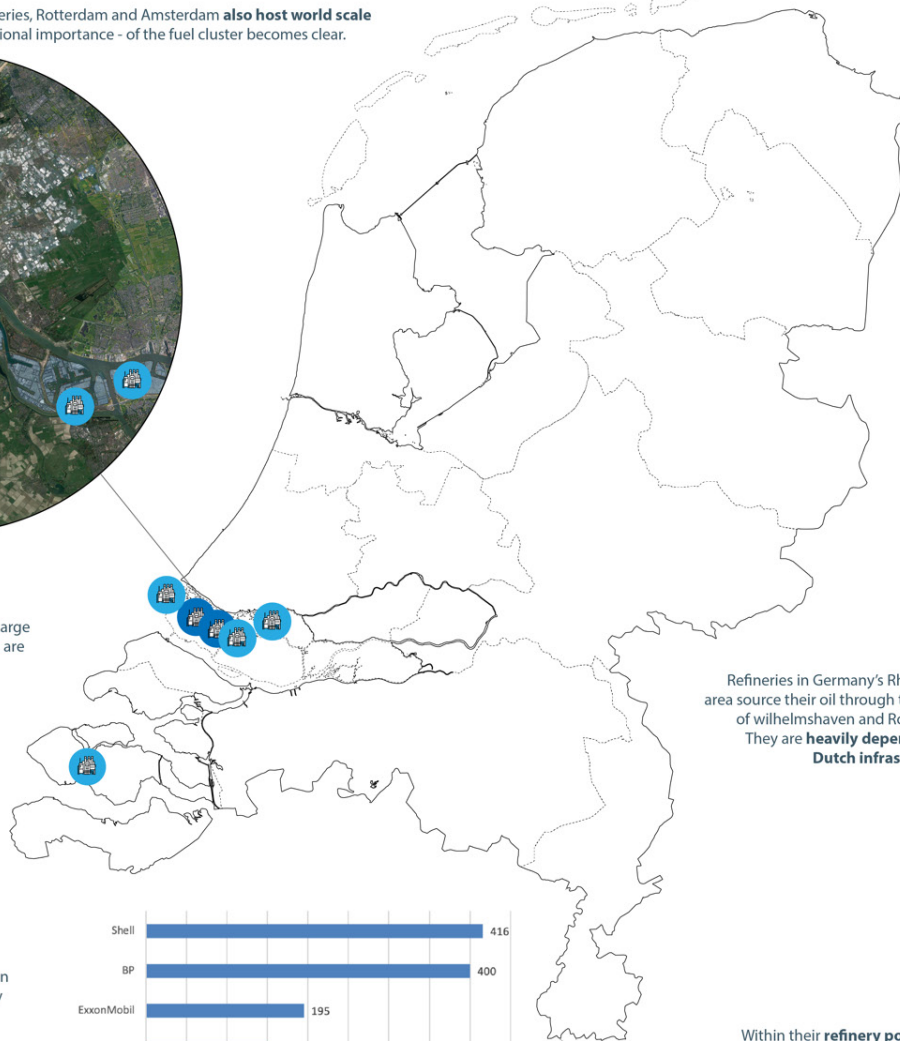 eries, Rotterdam and Amsterdam also host world scale
ional importance - of the fuel cluster becomes clear.
arge
are
Refineries in Germany's Rh
area source their oil through t
of wilhelmshaven and Ro
They are heavily depe
Dutch infras
Shell 416
BP 400
ExxonMobil 195
n
y
Within their refinery po